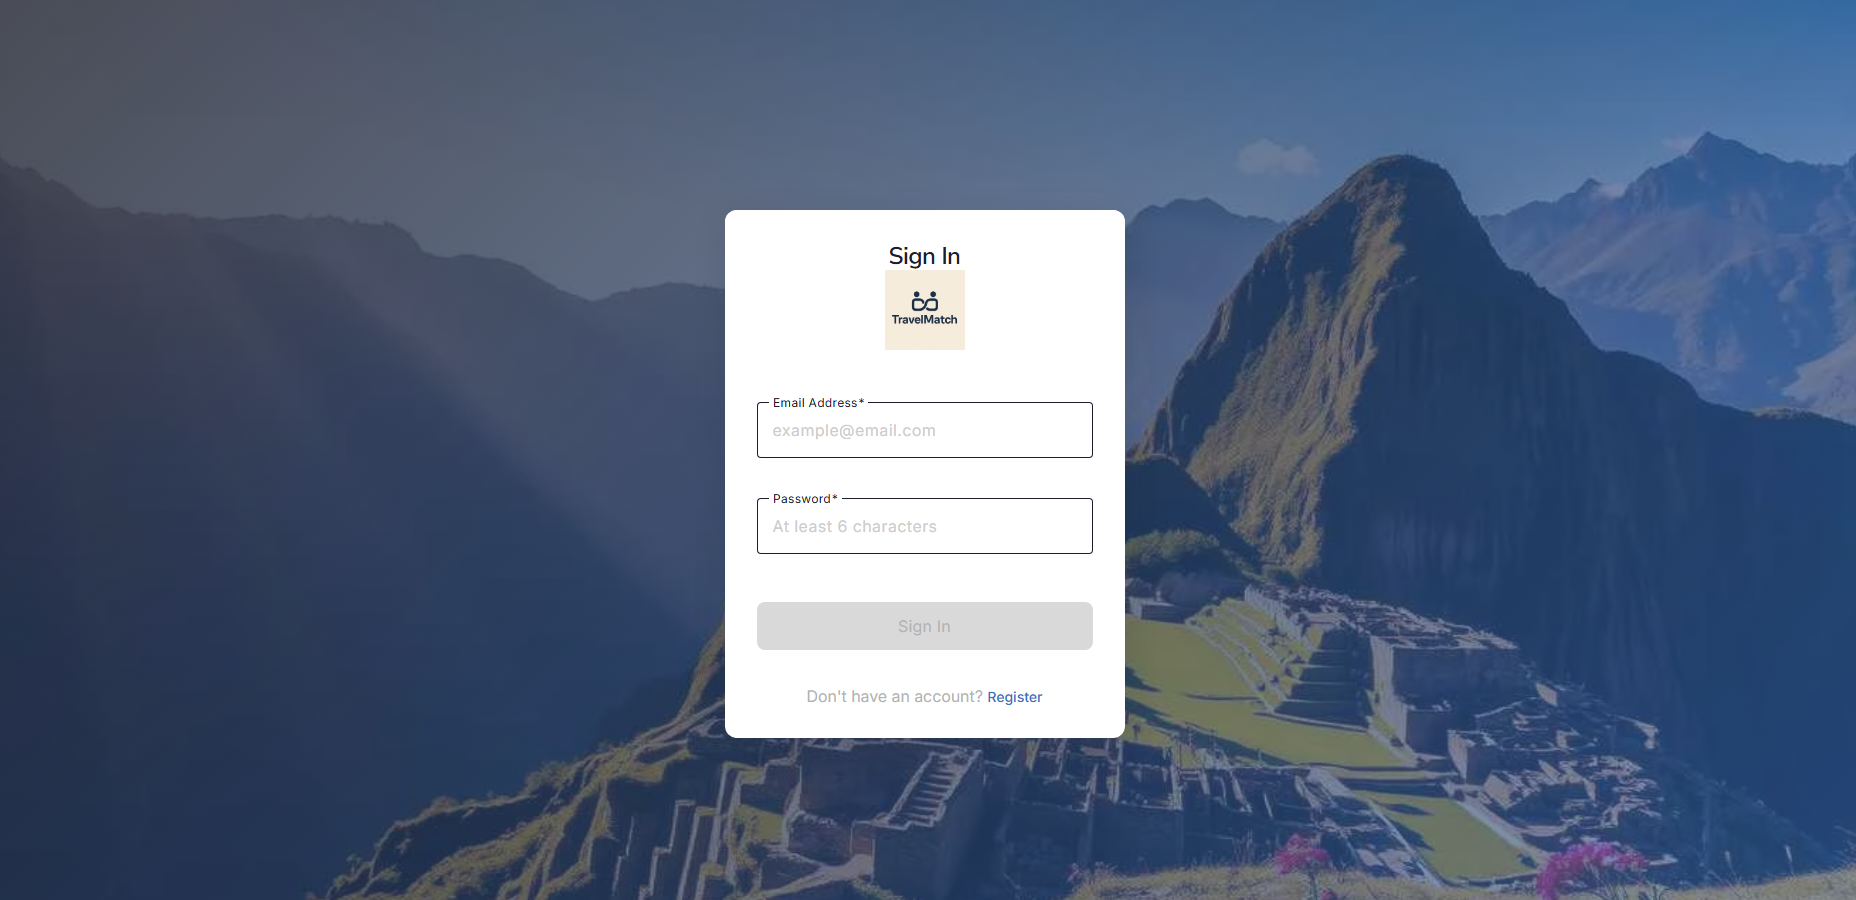 Sign In
TravelMatch
Email Address*
example@email.com
Password*
At least 6 characters
Sign In
Don't have an account? Register